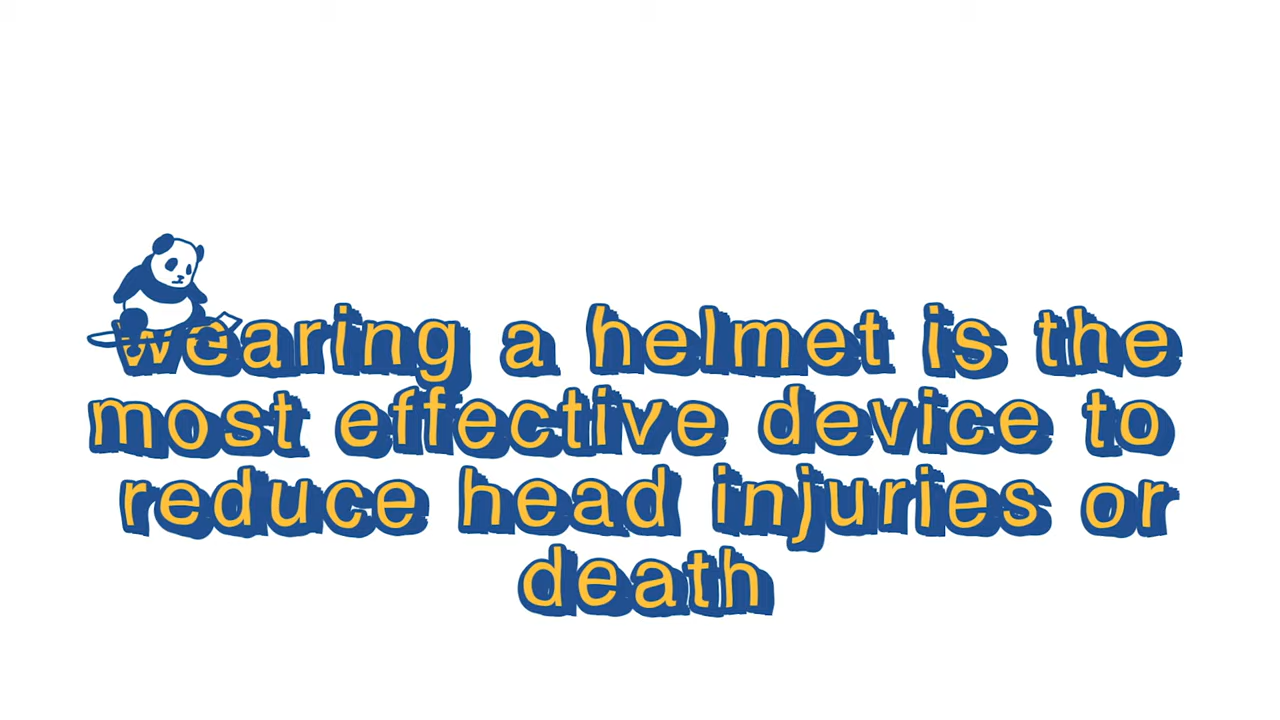 wearing a helmet is the
most effective device to
reduce head injuries or
death